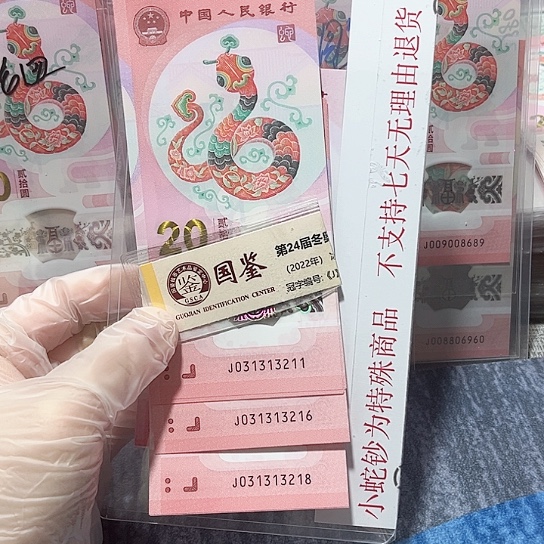 中国人民银行
20
贰拾圆
第24届冬奥
国鉴
(2022年)
冠字编号:
GSCA
GUOJIAN IDENTIFICATION CENTER
J031313211
J031313216
J031313218
小蛇钞为特殊商品 不支持七天无理由退货
J009008689
J008806960